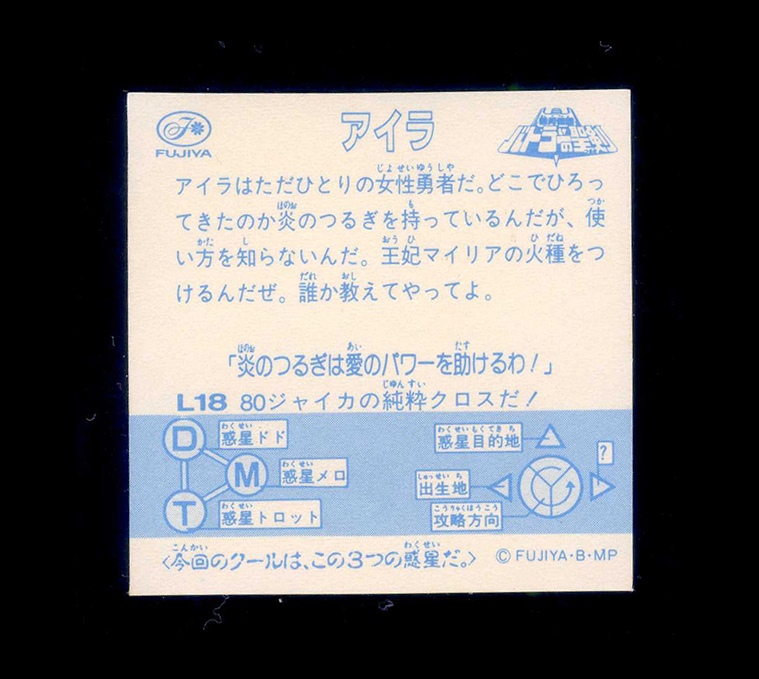 FUJIYA
アイラ
バトラーの聖剣
アイラはただひとりの女性勇者だ。どこでひろっ
てきたのか炎のつるぎを持っているんだが、使
い方を知らないんだ。王妃マイリアの火種をつ
けるんだぜ。誰か教えてやってよ。
「炎のつるぎは愛のパワーを助けるわ!」
L18 80ジャイカの純粋クロスだ!
D 惑星ドド
M 惑星メロ
T 惑星トロット
惑星目的地
?
出生地
攻略方向
〈今回のクールは、この3つの惑星だ。〉
©FUJIYA·B·MP